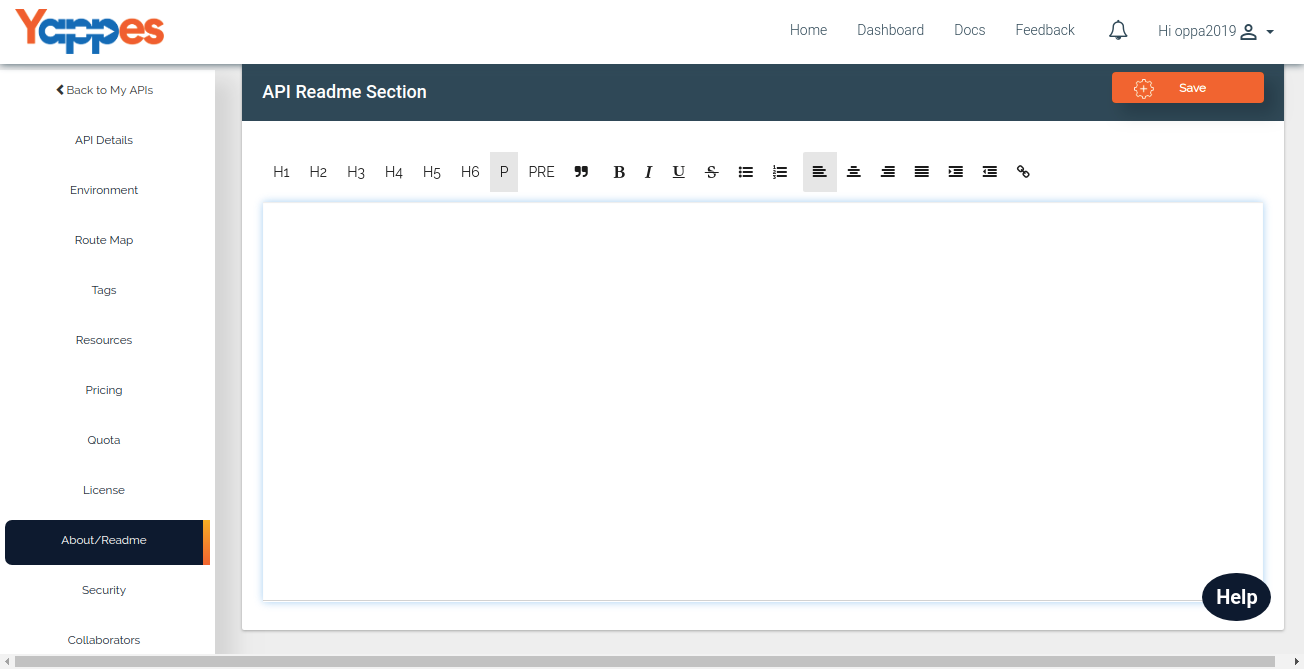 Yappes
Home Dashboard Docs Feedback Hi oppa2019
Back to My APIs
API Details
Environment
Route Map
Tags
Resources
Pricing
Quota
License
About/Readme
Security
Collaborators
API Readme Section
Save
H1 H2 H3 H4 H5 H6 P PRE B I U S
Help